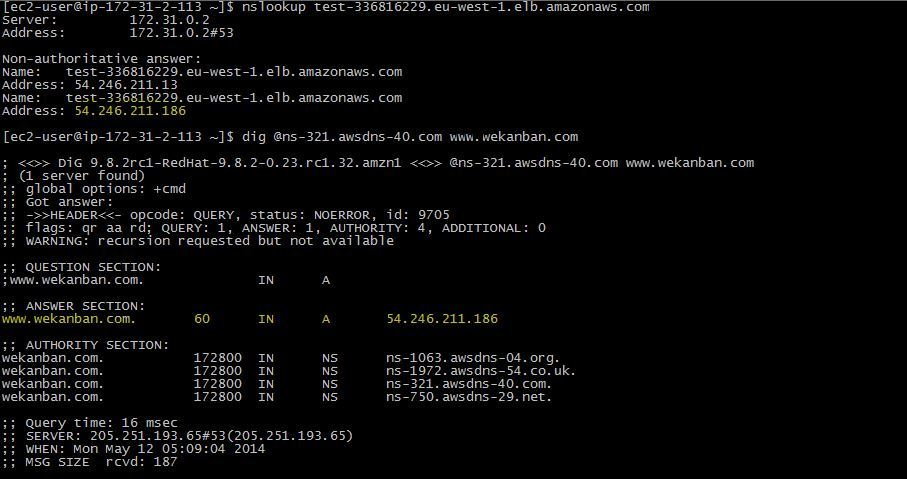 [ec2-user@ip-172-31-2-113 ~]$ nslookup test-336816229.eu-west-1.elb.amazonaws.com
Server:         172.31.0.2
Address:        172.31.0.2#53

Non-authoritative answer:
Name:   test-336816229.eu-west-1.elb.amazonaws.com
Address: 54.246.211.13
Name:   test-336816229.eu-west-1.elb.amazonaws.com
Address: 54.246.211.186

[ec2-user@ip-172-31-2-113 ~]$ dig @ns-321.awsdns-40.com www.wekanban.com

; <<>> DiG 9.8.2rc1-RedHat-9.8.2-0.23.rc1.32.amzn1 <<>> @ns-321.awsdns-40.com www.wekanban.com
; (1 server found)
;; global options: +cmd
;; Got answer:
;; ->>HEADER<<- opcode: QUERY, status: NOERROR, id: 9705
;; flags: qr aa rd; QUERY: 1, ANSWER: 1, AUTHORITY: 4, ADDITIONAL: 0
;; WARNING: recursion requested but not available

;; QUESTION SECTION:
;www.wekanban.com.              IN      A

;; ANSWER SECTION:
www.wekanban.com.       60      IN      A       54.246.211.186

;; AUTHORITY SECTION:
wekanban.com.           172800  IN      NS      ns-1063.awsdns-04.org.
wekanban.com.           172800  IN      NS      ns-1972.awsdns-54.co.uk.
wekanban.com.           172800  IN      NS      ns-321.awsdns-40.com.
wekanban.com.           172800  IN      NS      ns-750.awsdns-29.net.

;; Query time: 16 msec
;; SERVER: 205.251.193.65#53(205.251.193.65)
;; WHEN: Mon May 12 05:09:04 2014
;; MSG SIZE  rcvd: 187